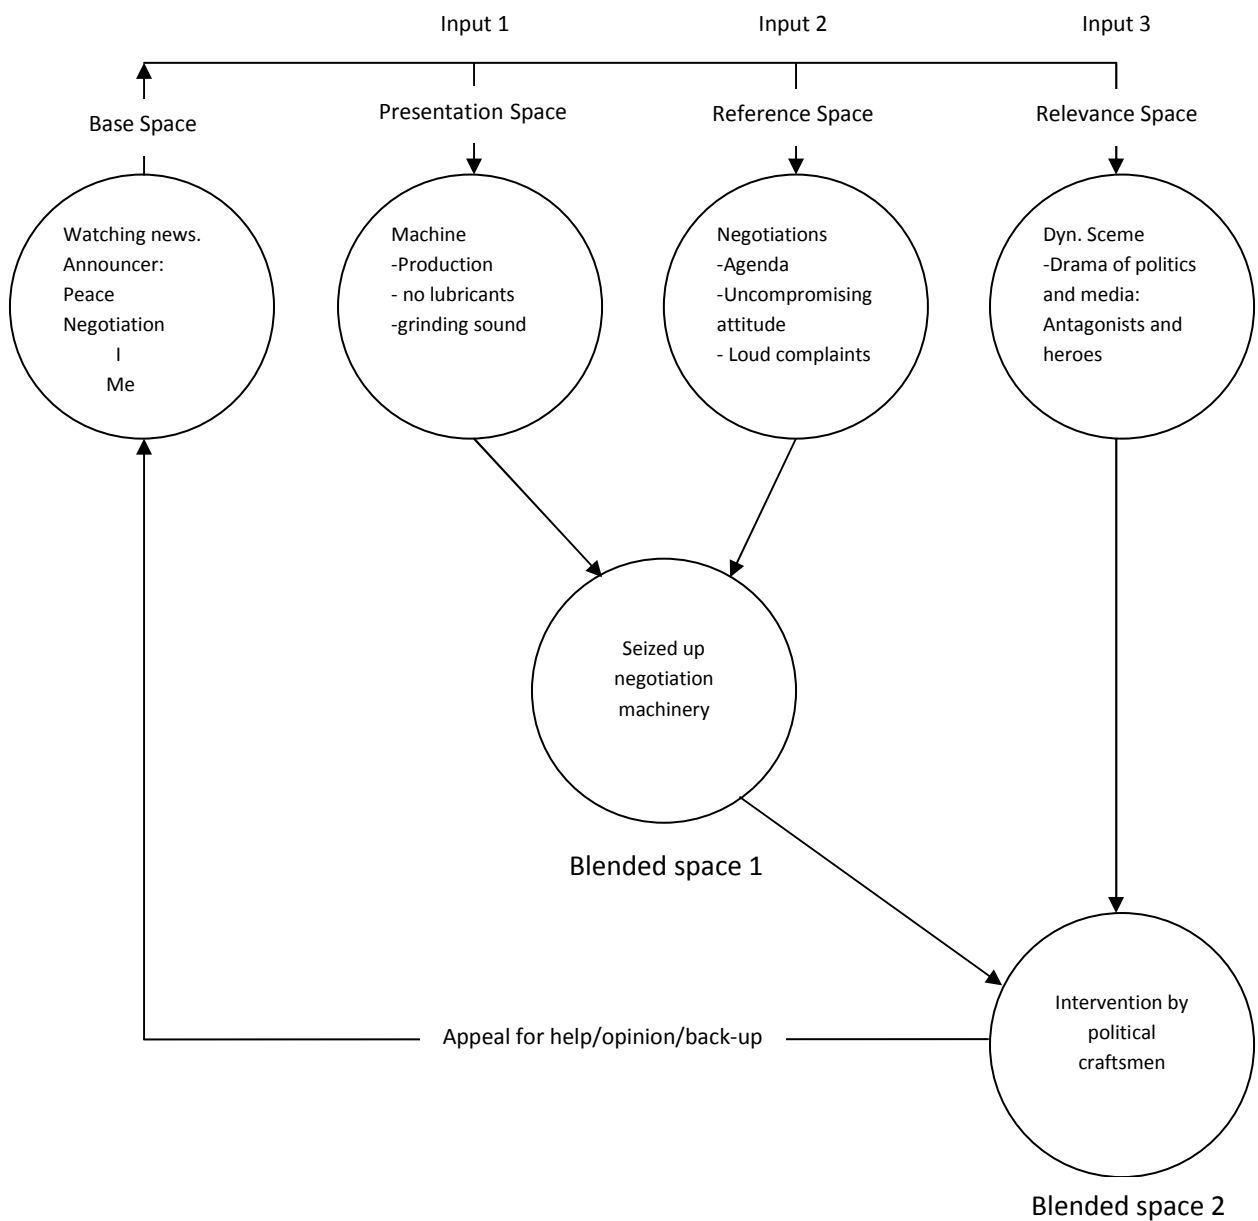 Input 1
Input 2
Input 3
Base Space
Presentation Space
Reference Space
Relevance Space
Watching news.
Announcer:
Peace
Negotiation
I
Me
Machine
-Production
- no lubricants
-grinding sound
Negotiations
-Agenda
-Uncompromising
attitude
- Loud complaints
Dyn. Sceme
-Drama of politics
and media:
Antagonists and
heroes
Seized up
negotiation
machinery
Blended space 1
Appeal for help/opinion/back-up
Intervention by
political
craftsmen
Blended space 2